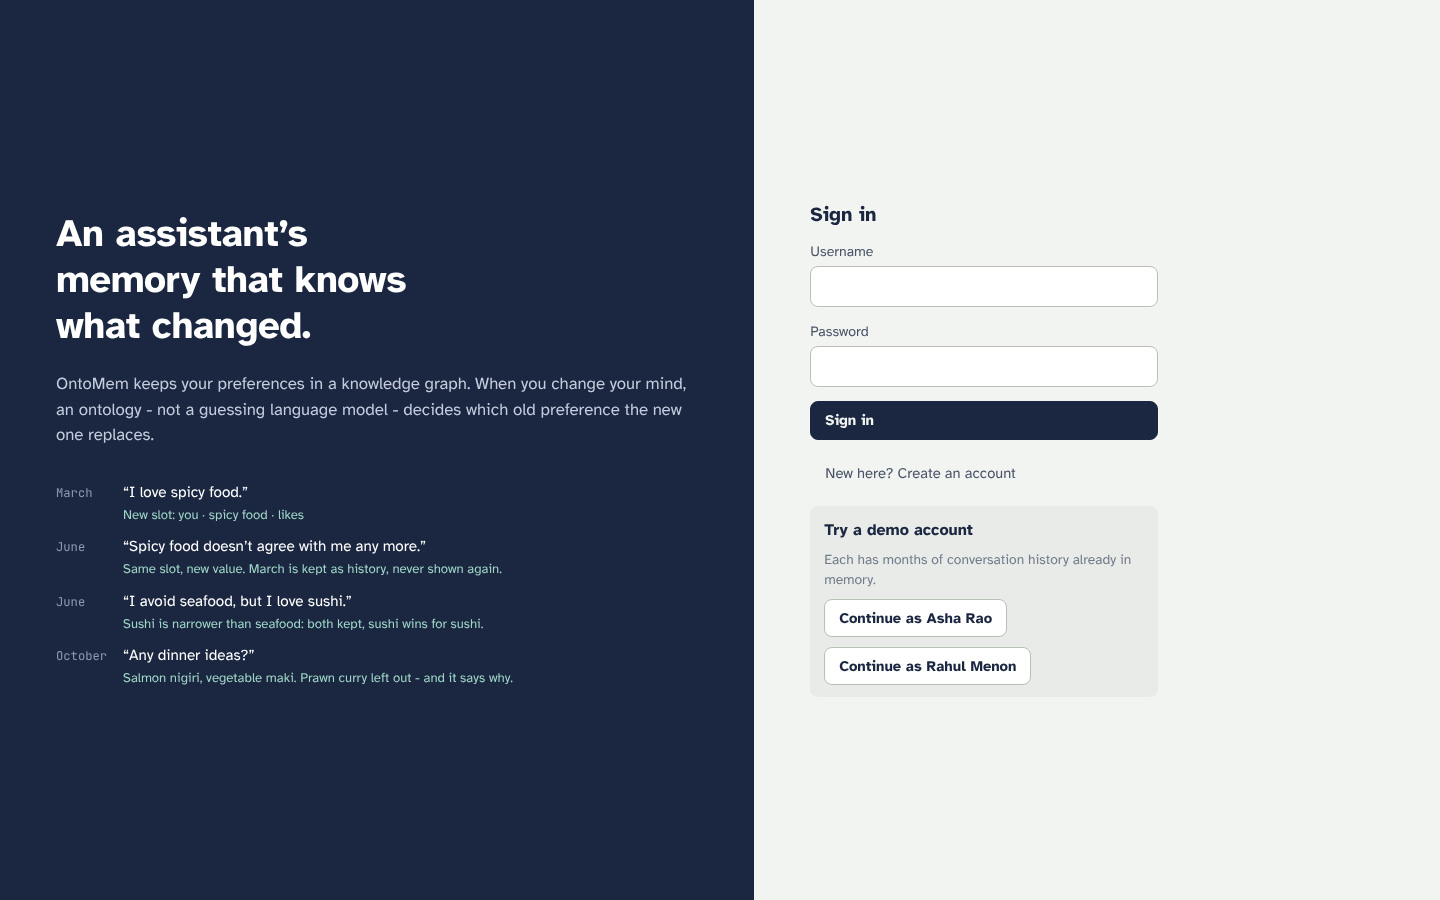 An assistant’s
memory that knows
what changed.
OntoMem keeps your preferences in a knowledge graph. When you change your mind,
an ontology - not a guessing language model - decides which old preference the new
one replaces.
March “I love spicy food.”
New slot: you · spicy food · likes
June “Spicy food doesn’t agree with me any more.”
Same slot, new value. March is kept as history, never shown again.
June “I avoid seafood, but I love sushi.”
Sushi is narrower than seafood: both kept, sushi wins for sushi.
October “Any dinner ideas?”
Salmon nigiri, vegetable maki. Prawn curry left out - and it says why.
Sign in
Username
Password
Sign in
New here? Create an account
Try a demo account
Each has months of conversation history already in
memory.
Continue as Asha Rao
Continue as Rahul Menon